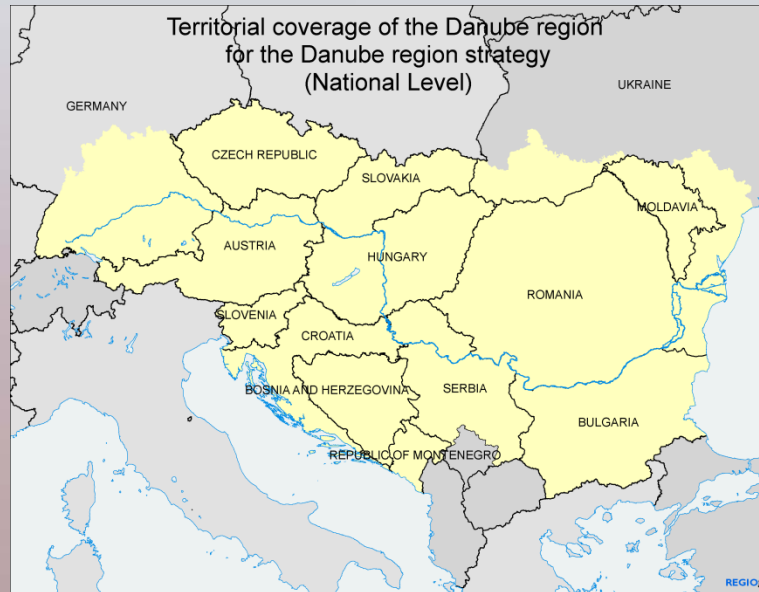 Territorial coverage of the Danube region
for the Danube region strategy
(National Level)
UKRAINE
GERMANY
CZECH REPUBLIC
SLOVAKIA
MOLDAVIA
AUSTRIA
HUNGARY
ROMANIA
SLOVENIA
CROATIA
BOSNIA AND HERZEGOVINA
SERBIA
BULGARIA
REPUBLIC OF MONTENEGRO
REGIO